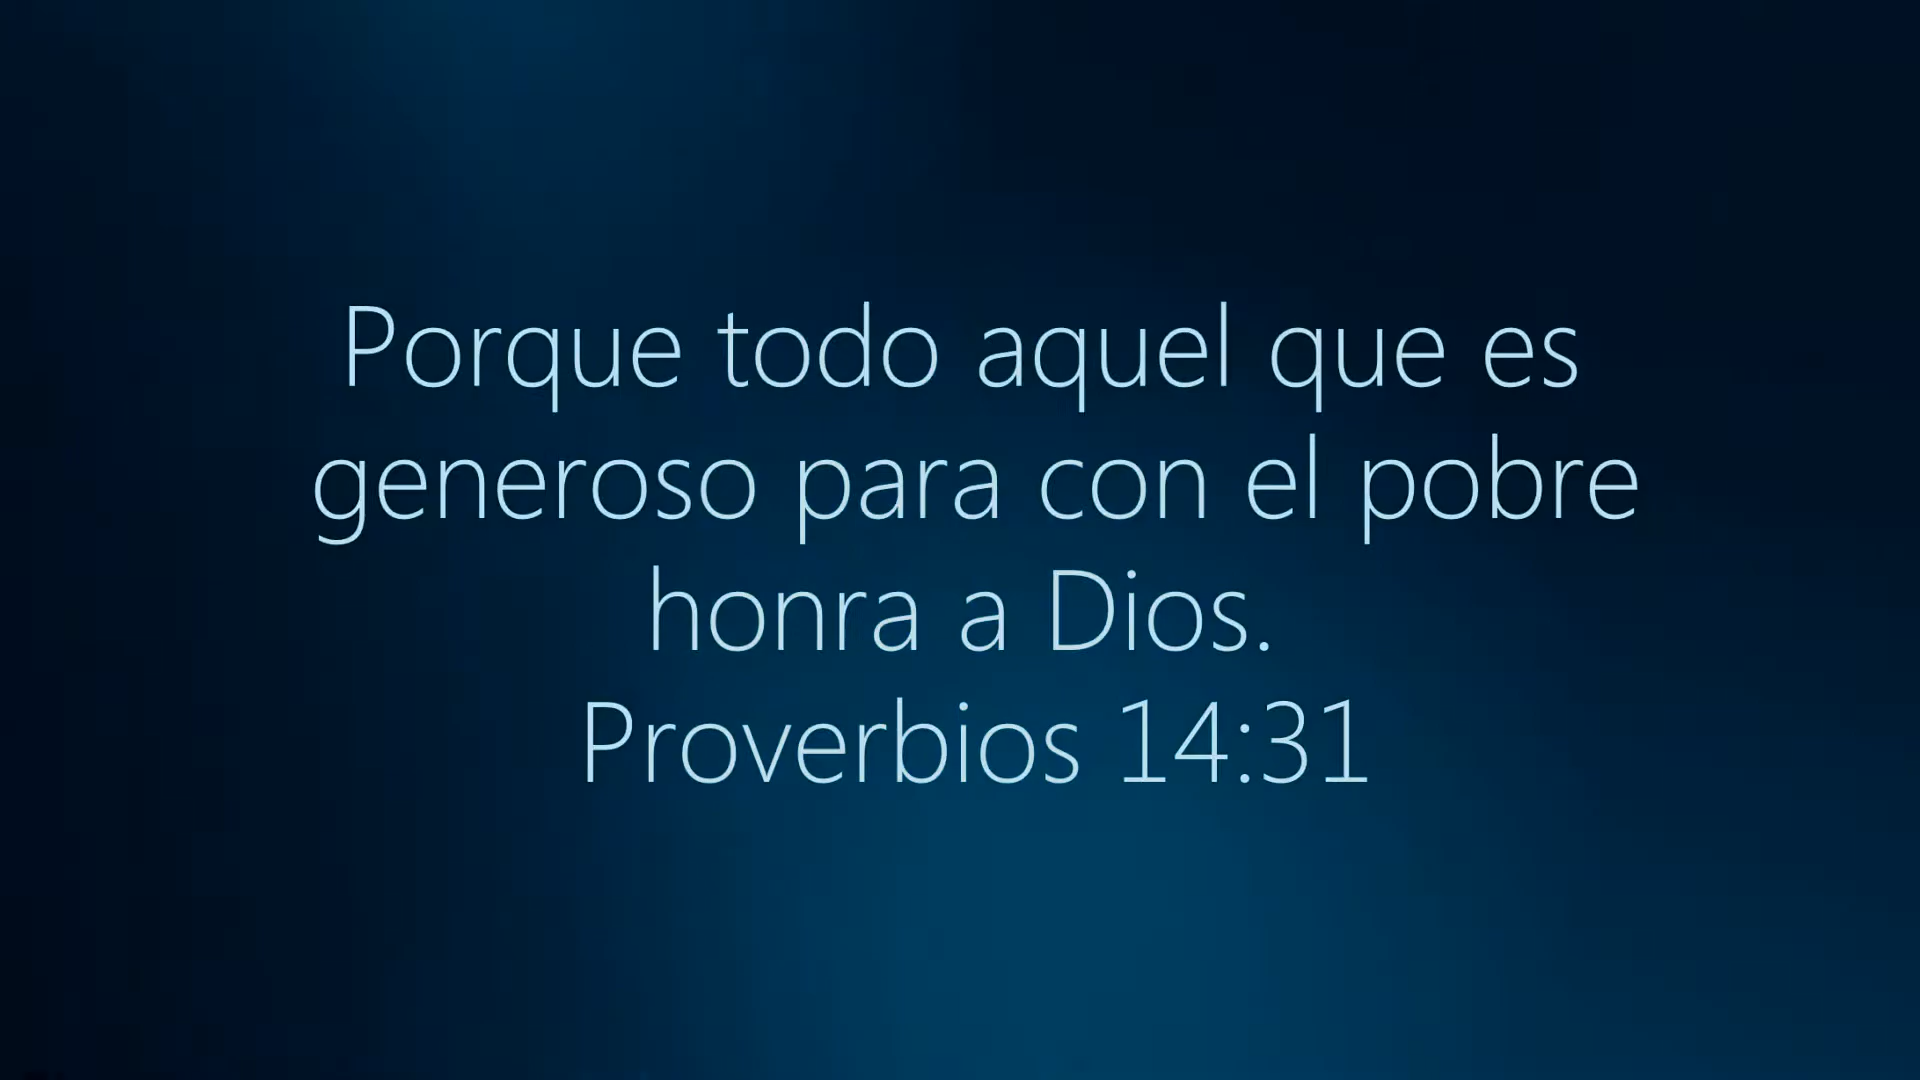 Porque todo aquel que es
generoso para con el pobre
honra a Dios.
Proverbios 14:31